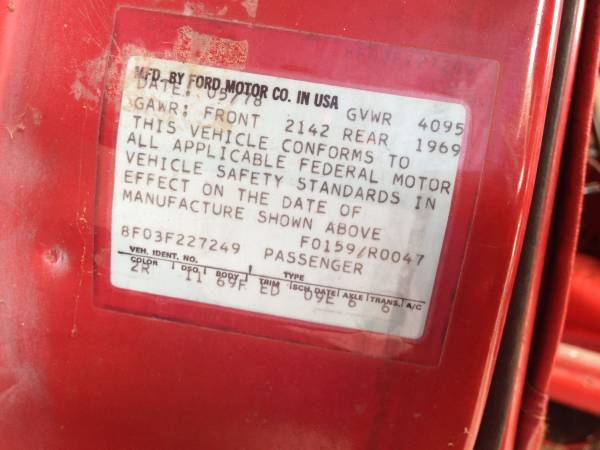 MFD. BY FORD MOTOR CO. IN USA
DATE: 05/78 GVWR 4095
GAWR: FRONT 2142 REAR 1969
THIS VEHICLE CONFORMS TO
ALL APPLICABLE FEDERAL MOTOR
VEHICLE SAFETY STANDARDS IN
EFFECT ON THE DATE OF
MANUFACTURE SHOWN ABOVE
F0159/R0047
8F03F227249 PASSENGER
VEH. IDENT. NO. TYPE
COLOR DSO BODY TRIM SCH. DATE AXLE TRANS. A/C
2R 11 69F ED 09E 6 6